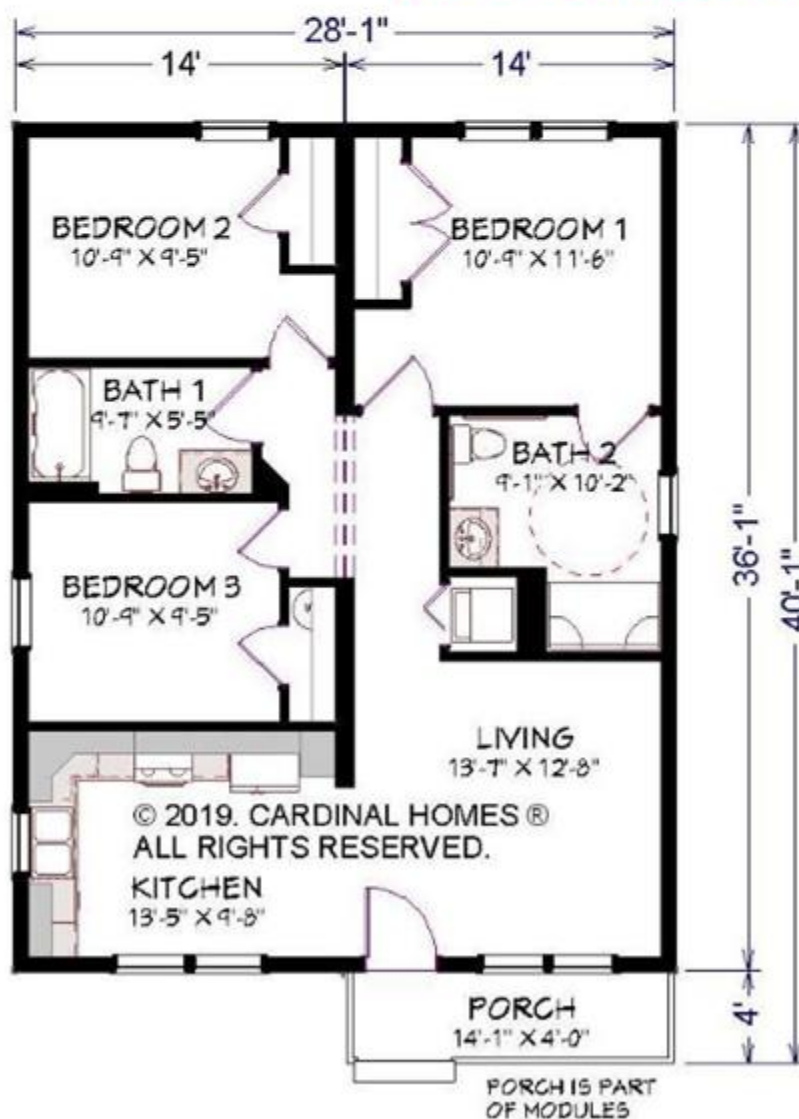 28'-1"
14' 14'
BEDROOM 2
10'-9" X 9'-5"
BEDROOM 1
10'-9" X 11'-6"
BATH 1
9'-7" X 5'-5"
BATH 2
9'-1" X 10'-2"
BEDROOM 3
10'-9" X 9'-5"
36'-1"
40'-1"
LIVING
13'-7" X 12'-8"
© 2019. CARDINAL HOMES ®
ALL RIGHTS RESERVED.
KITCHEN
13'-5" X 9'-8"
PORCH
14'-1" X 4'-0"
4'
PORCH IS PART
OF MODULES